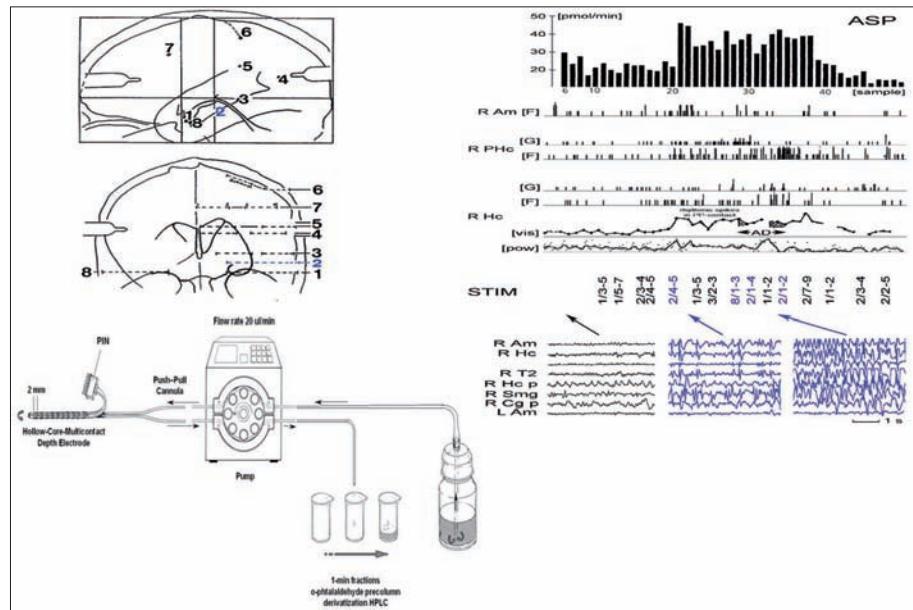 7
6
5
4
3
1
8
2
6
7
5
4
3
2
8
1
Flow rate 20 ul/min
PIN
2 mm
Push-Pull
Cannula
Hollow-Core-Multicontact
Depth Electrode
Pump
1-min fractions
o-phtalaldehyde precolumn
derivatization HPLC
50 [pmol/min] ASP
40
30
20
6 10 20 30 40 [sample]
R Am [F]
[G]
R PHc
[F]
[G]
[F]
R Hc
rhythmic spikes
AD
[vis]
[pow]
STIM 1/3-5 1/5-7 2/3-4 2/4-5 2/4-5 1/3-5 3/2-3 8/1-3 2/1-4 1/1-2 2/1-2 2/7-9 1/1-2 2/3-4 2/2-5
R Am
R Hc
R T2
R Hc p
R Smg
R Cg p
L Am
1 s